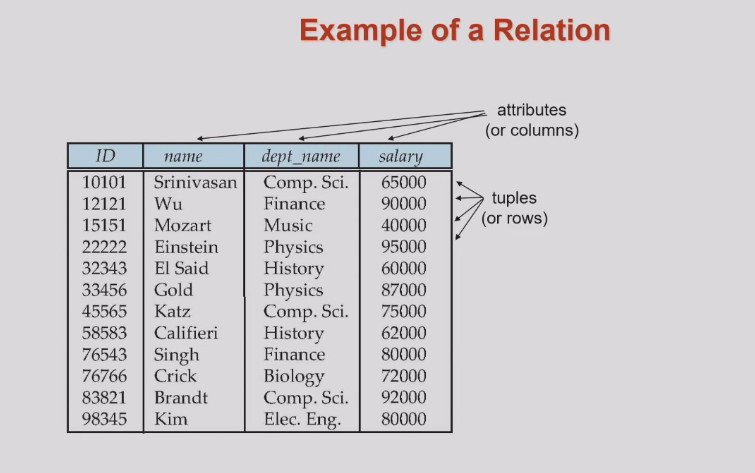 Example of a Relation
attributes
(or columns)
ID name dept_name salary
10101 Srinivasan Comp. Sci. 65000
12121 Wu Finance 90000
15151 Mozart Music 40000
22222 Einstein Physics 95000
32343 El Said History 60000
33456 Gold Physics 87000
45565 Katz Comp. Sci. 75000
58583 Califieri History 62000
76543 Singh Finance 80000
76766 Crick Biology 72000
83821 Brandt Comp. Sci. 92000
98345 Kim Elec. Eng. 80000
tuples
(or rows)